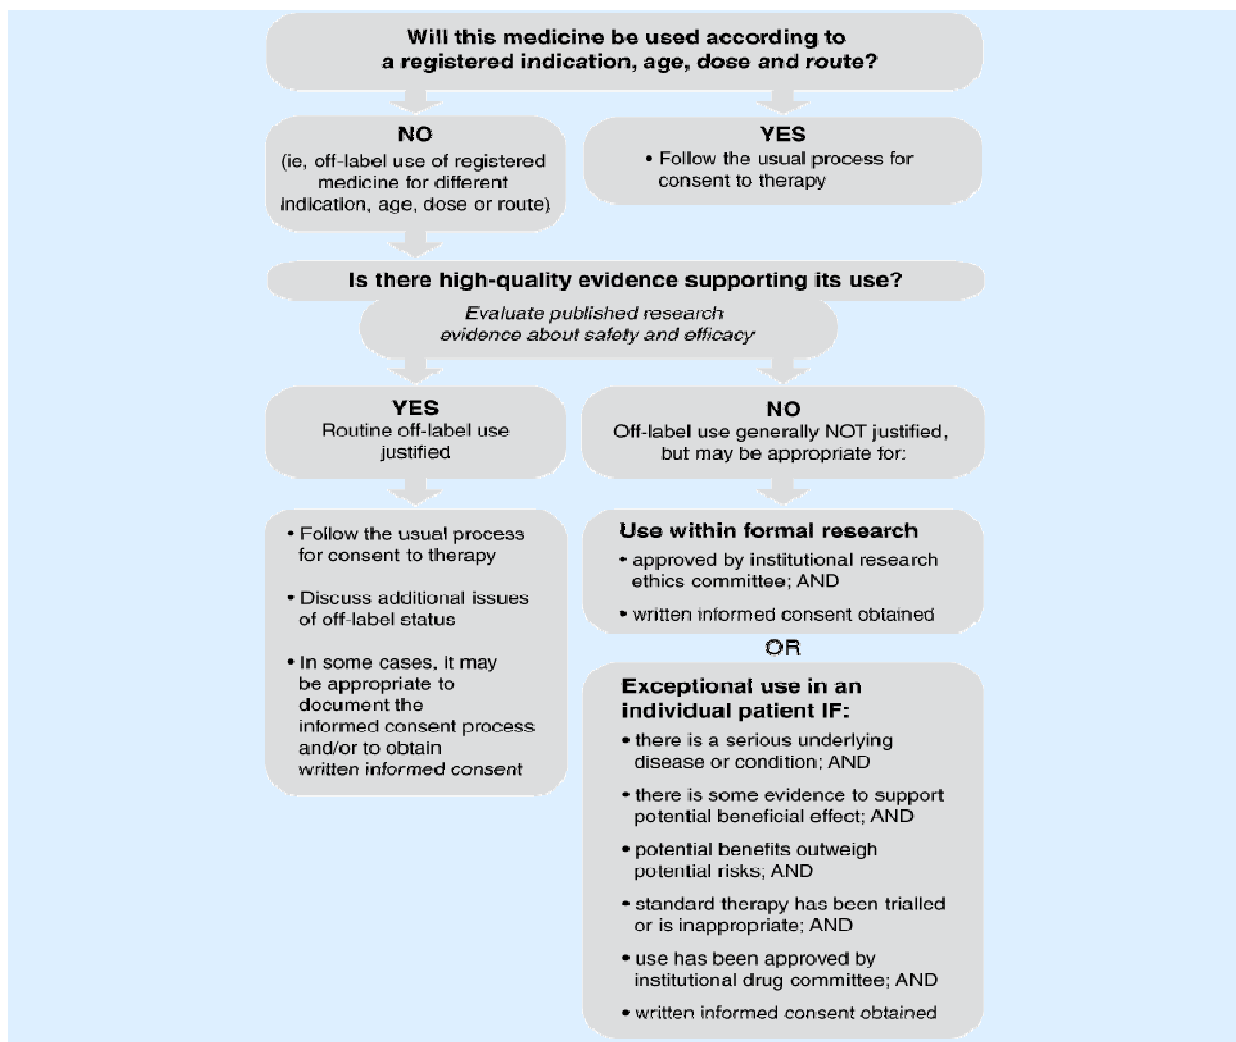 Will this medicine be used according to
a registered indication, age, dose and route?
NO
(ie, off-label use of registered
medicine for different
indication, age, dose or route)
YES
• Follow the usual process for
consent to therapy
Is there high-quality evidence supporting its use?
Evaluate published research
evidence about safety and efficacy
YES
Routine off-label use
justified
• Follow the usual process
for consent to therapy
• Discuss additional issues
of off-label status
• In some cases, it may
be appropriate to
document the
informed consent process
and/or to obtain
written informed consent
NO
Off-label use generally NOT justified,
but may be appropriate for:
Use within formal research
• approved by institutional research
ethics committee; AND
• written informed consent obtained
OR
Exceptional use in an
individual patient IF:
• there is a serious underlying
disease or condition; AND
• there is some evidence to support
potential beneficial effect; AND
• potential benefits outweigh
potential risks; AND
• standard therapy has been trialled
or is inappropriate; AND
• use has been approved by
institutional drug committee; AND
• written informed consent obtained